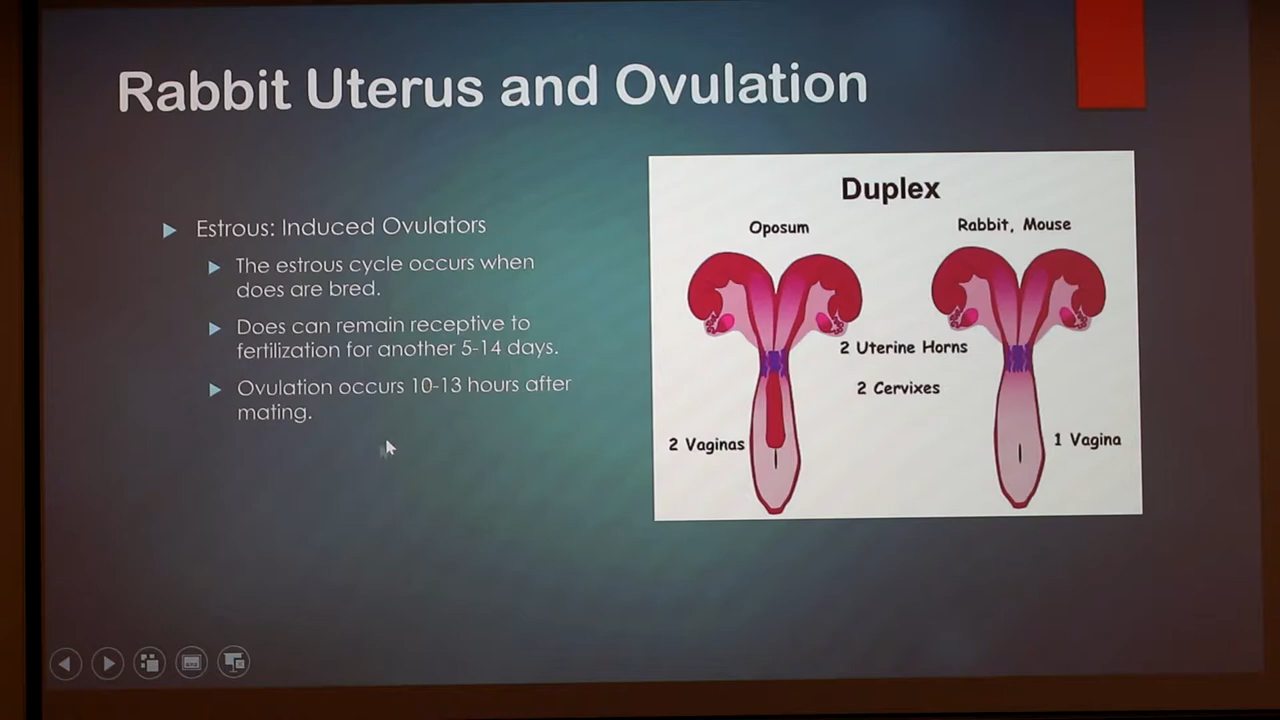 Rabbit Uterus and Ovulation
Estrous: Induced Ovulators
The estrous cycle occurs when
does are bred.
Does can remain receptive to
fertilization for another 5-14 days.
Ovulation occurs 10-13 hours after
mating.
Duplex
Oposum
Rabbit, Mouse
2 Uterine Horns
2 Cervixes
2 Vaginas
1 Vagina